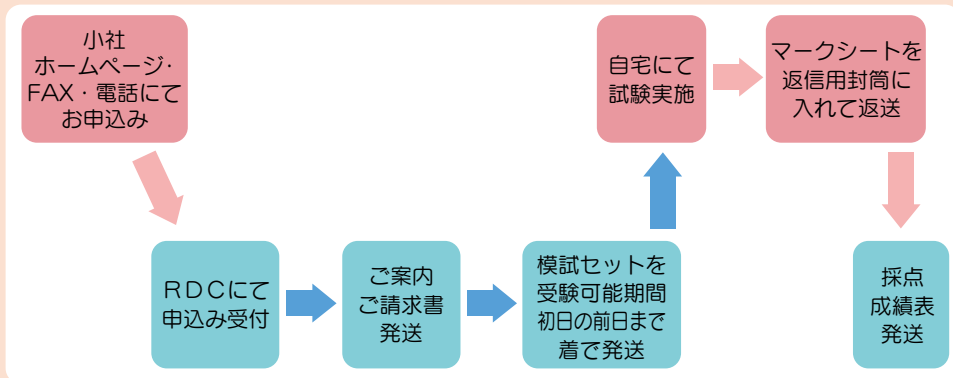 小社
ホームページ・
FAX・電話にて
お申込み
RDCにて
申込み受付
ご案内
ご請求書
発送
模試セットを
受験可能期間
初日の前日まで
着で発送
自宅にて
試験実施
マークシートを
返信用封筒に
入れて返送
採点
成績表
発送